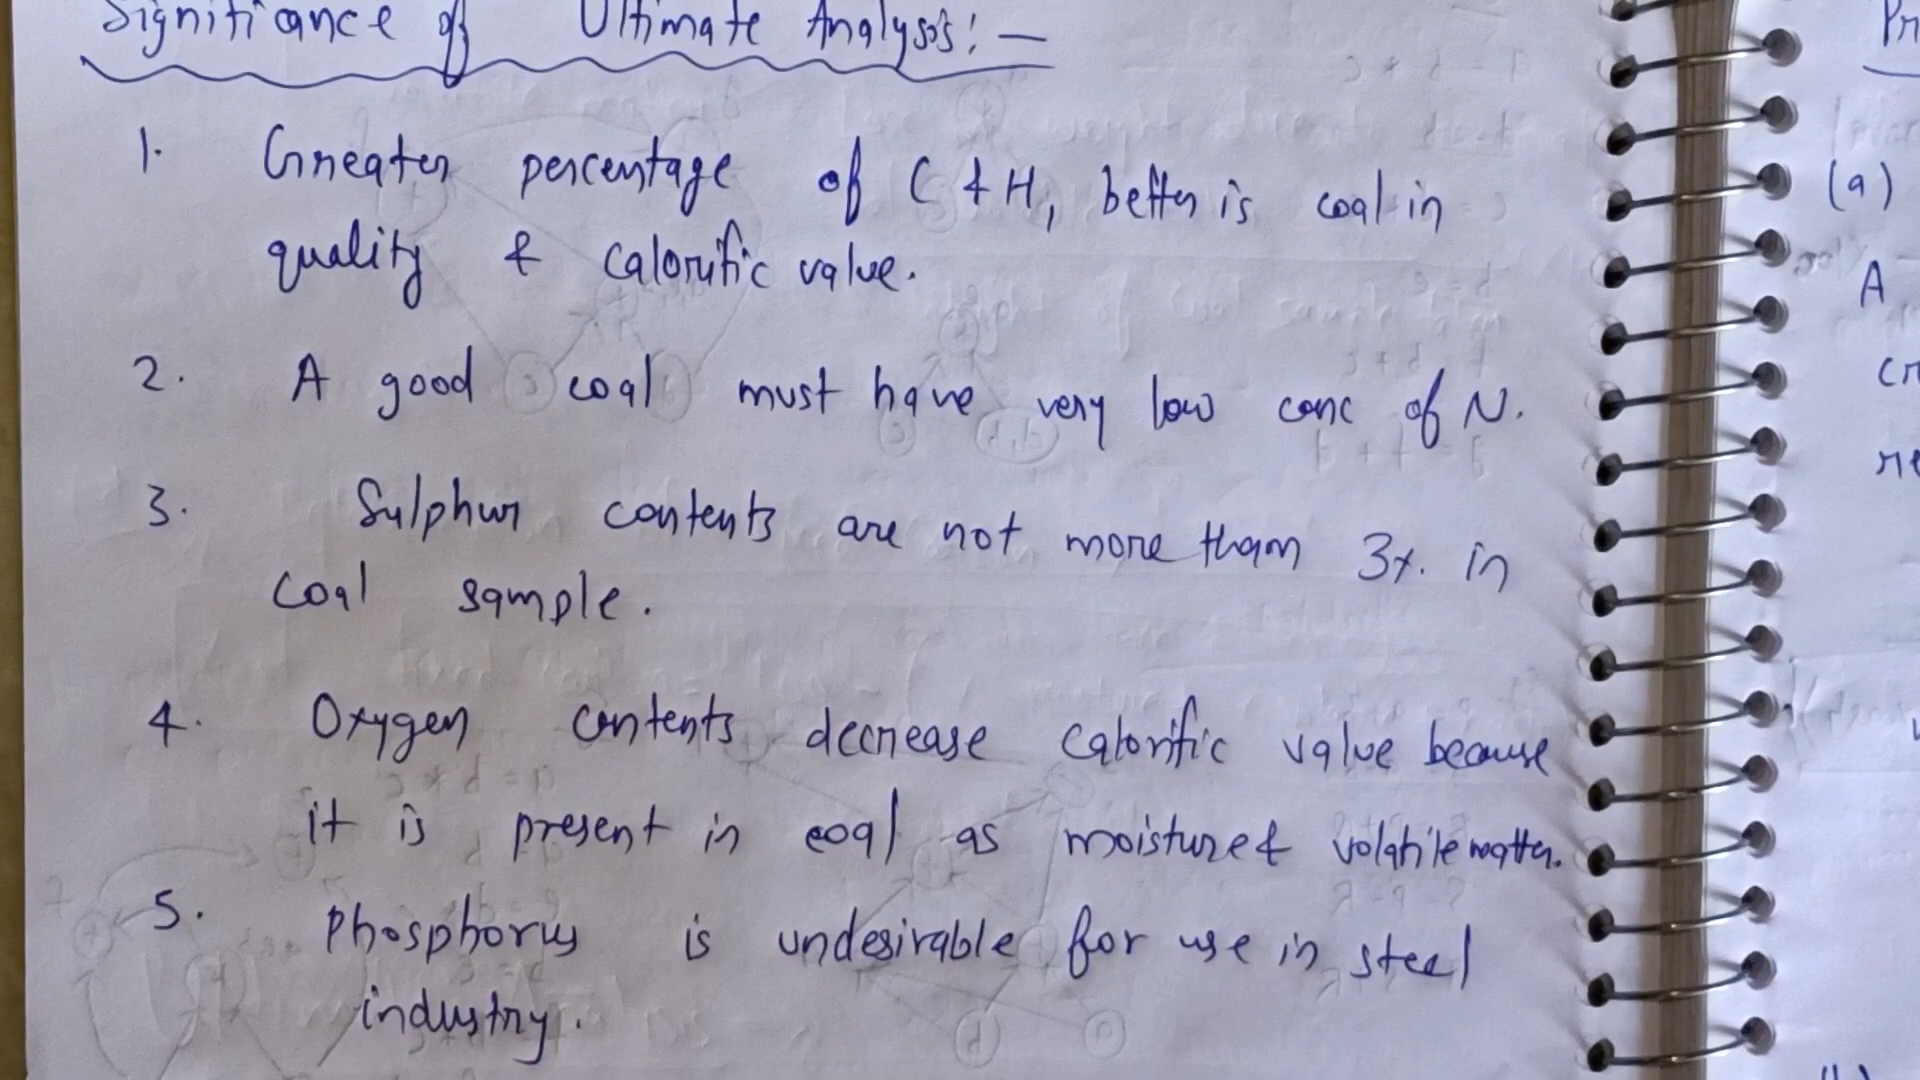 Significance of Ultimate Analysis: —
1. Greater percentage of C & H, better is coal in
quality & calorific value.
2. A good coal must have very low conc of N.
3. Sulphur contents are not more than 3%. in
coal sample.
4. Oxygen contents decrease calorific value because
it is present in coal as moisture & volatile matter.
5. Phosphorus is undesirable for use in steel
industry.
Pr
(a)
A
cr
re